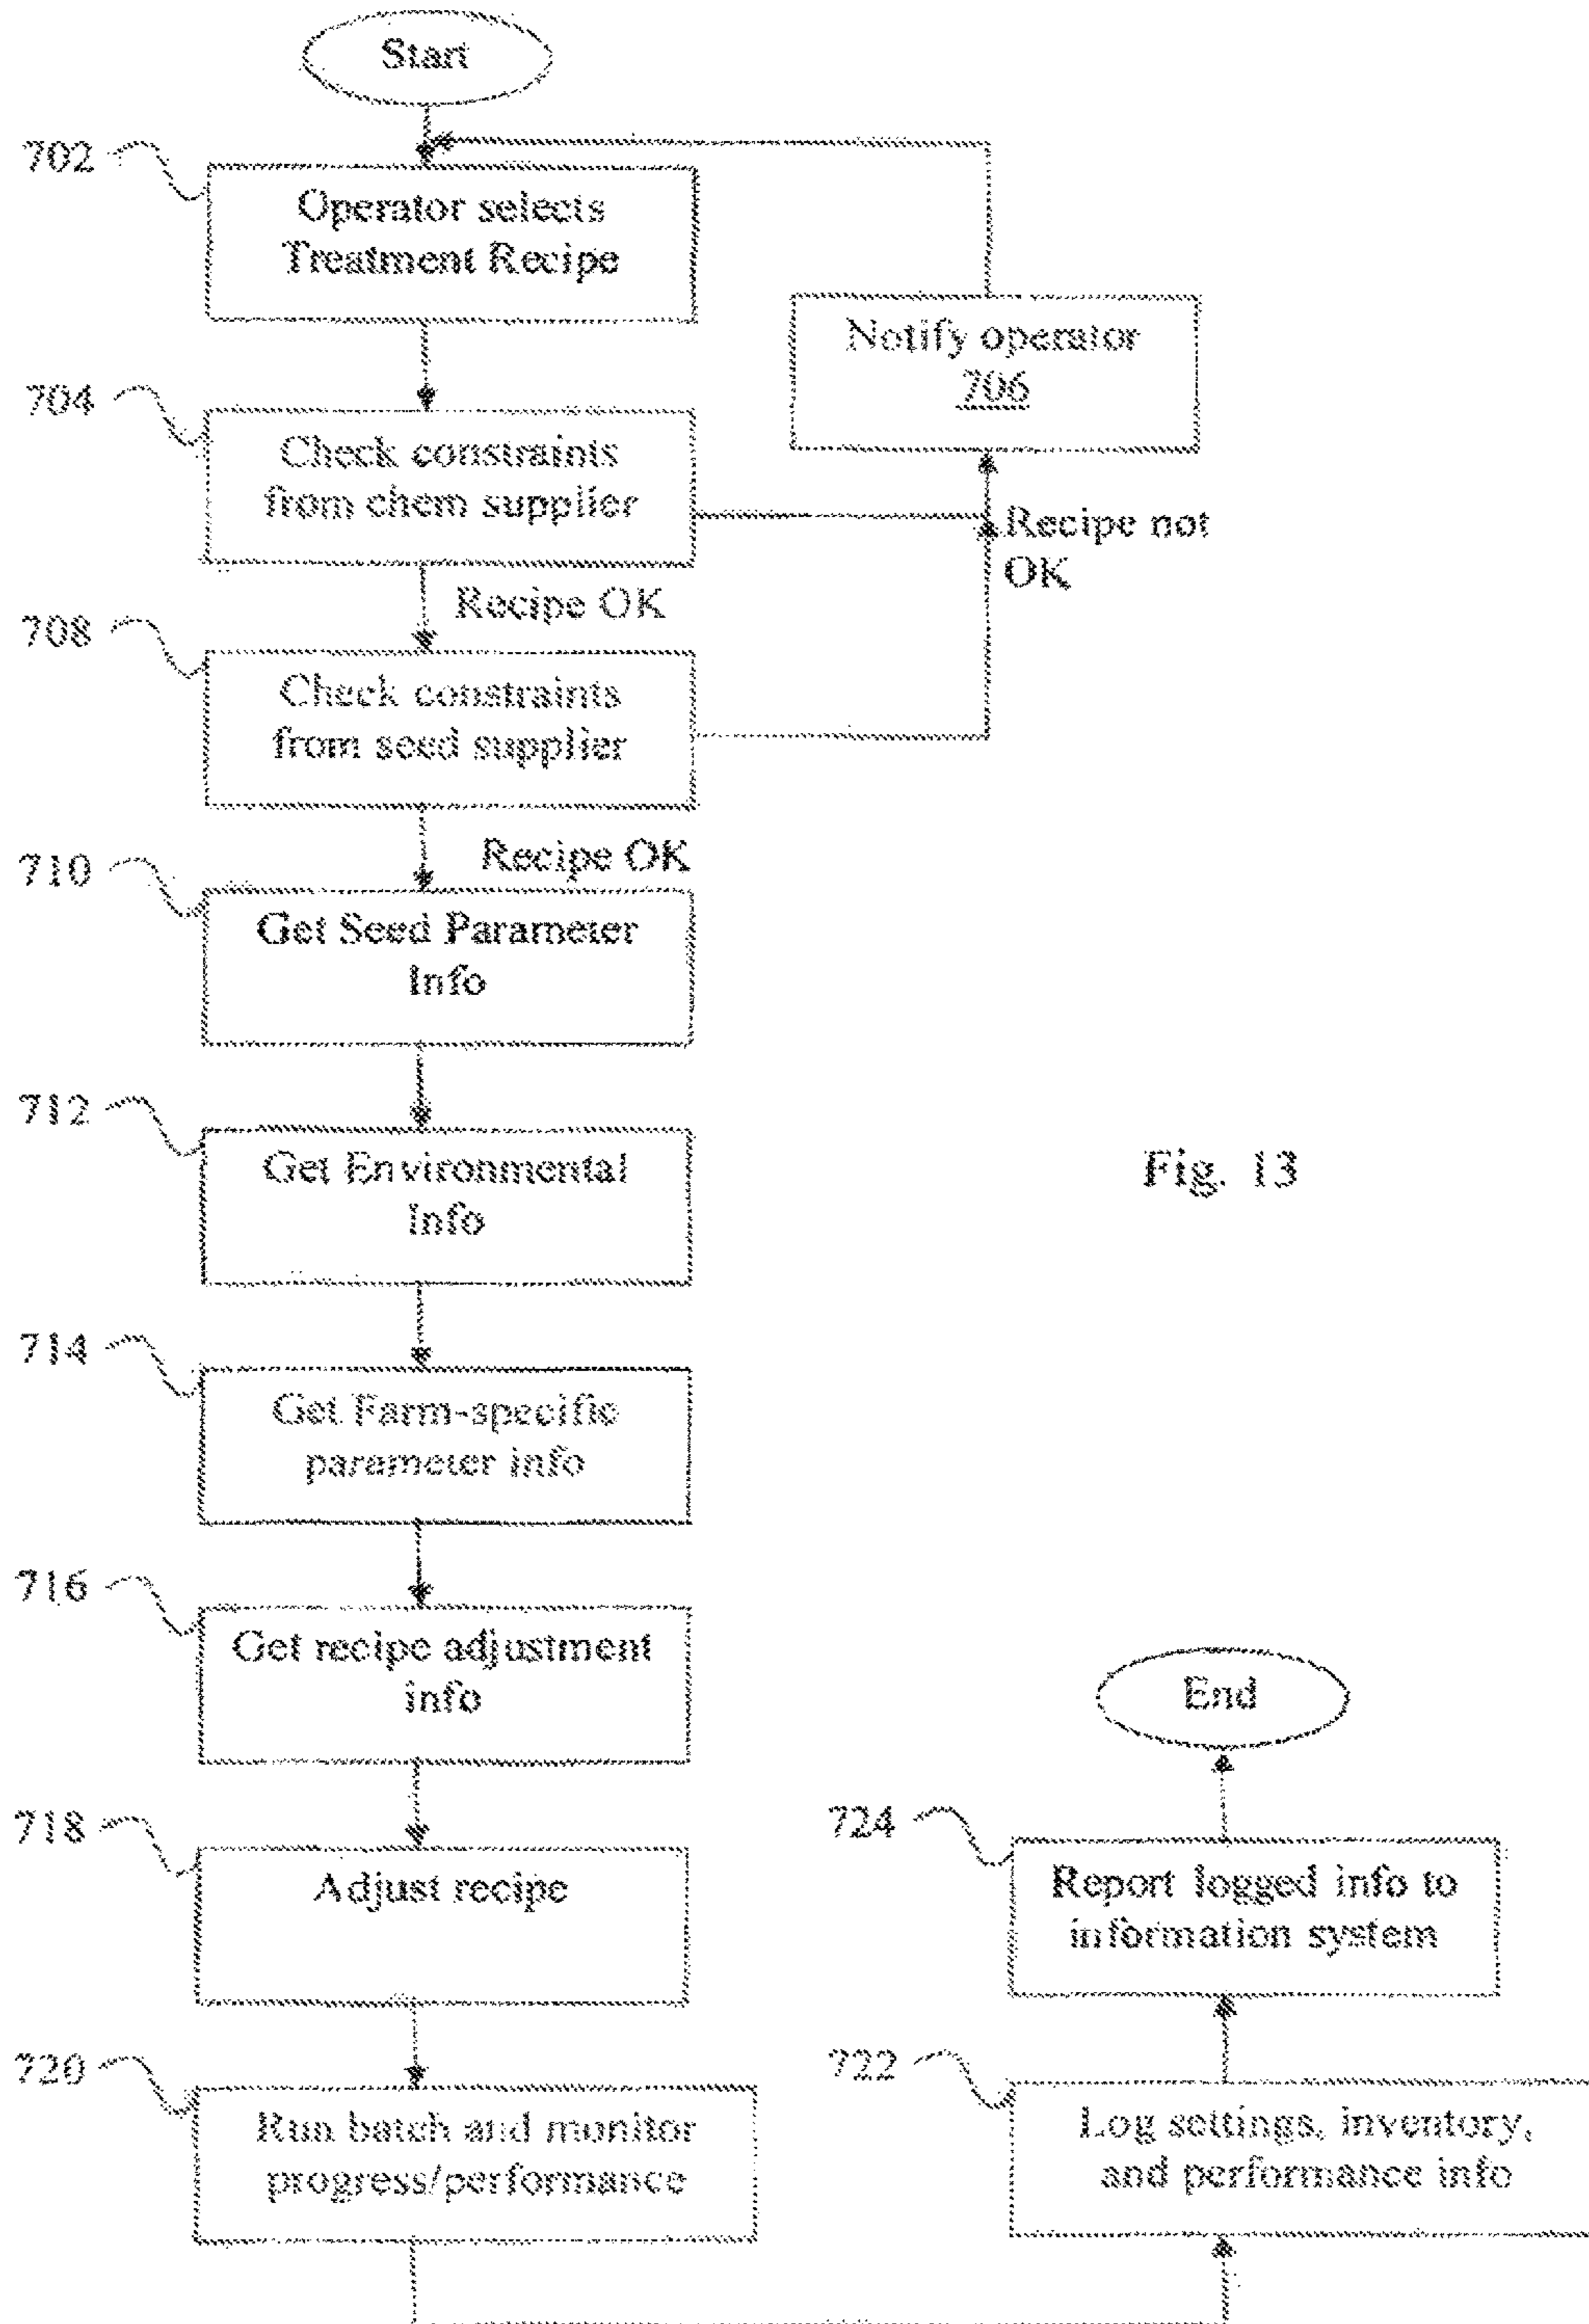 Start
702
Operator selects
Treatment Recipe
Notify operator
706
704
Check constraints
from chem supplier
Recipe not
OK
Recipe OK
708
Check constraints
from seed supplier
Recipe OK
710
Get Seed Parameter
Info
712
Get Environmental
Info
Fig. 13
714
Get Farm-specific
parameter info
716
Get recipe adjustment
info
End
718
Adjust recipe
724
Report logged info to
information system
720
Run batch and monitor
progress/performance
722
Log settings, inventory,
and performance info